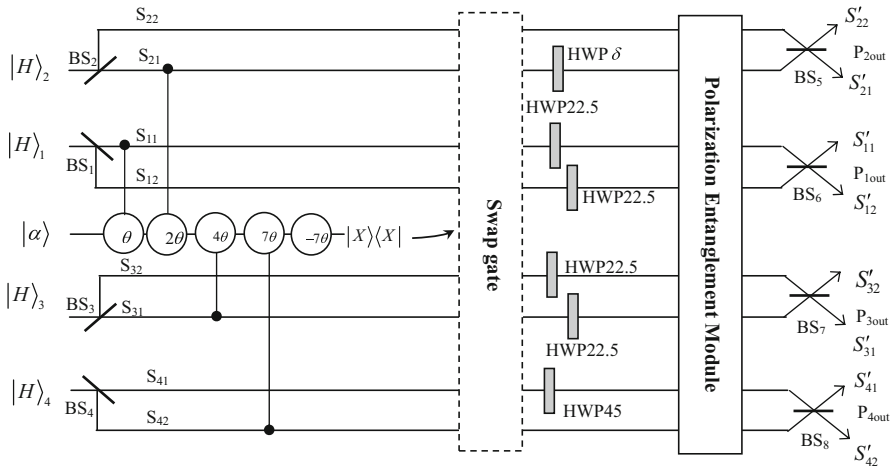 S₂₂
S′₂₂
|H⟩₂
BS₂
S₂₁
HWP δ
BS₅
P₂out
S′₂₁
HWP22.5
|H⟩₁
BS₁
S₁₁
S₁₂
HWP22.5
S′₁₁
BS₆
P₁out
S′₁₂
|α⟩
θ
2θ
4θ
7θ
−7θ
|X⟩⟨X|
Swap gate
Polarization Entanglement Module
S₃₂
HWP22.5
S′₃₂
|H⟩₃
BS₃
S₃₁
HWP22.5
BS₇
P₃out
S′₃₁
|H⟩₄
BS₄
S₄₁
S₄₂
HWP45
S′₄₁
BS₈
P₄out
S′₄₂